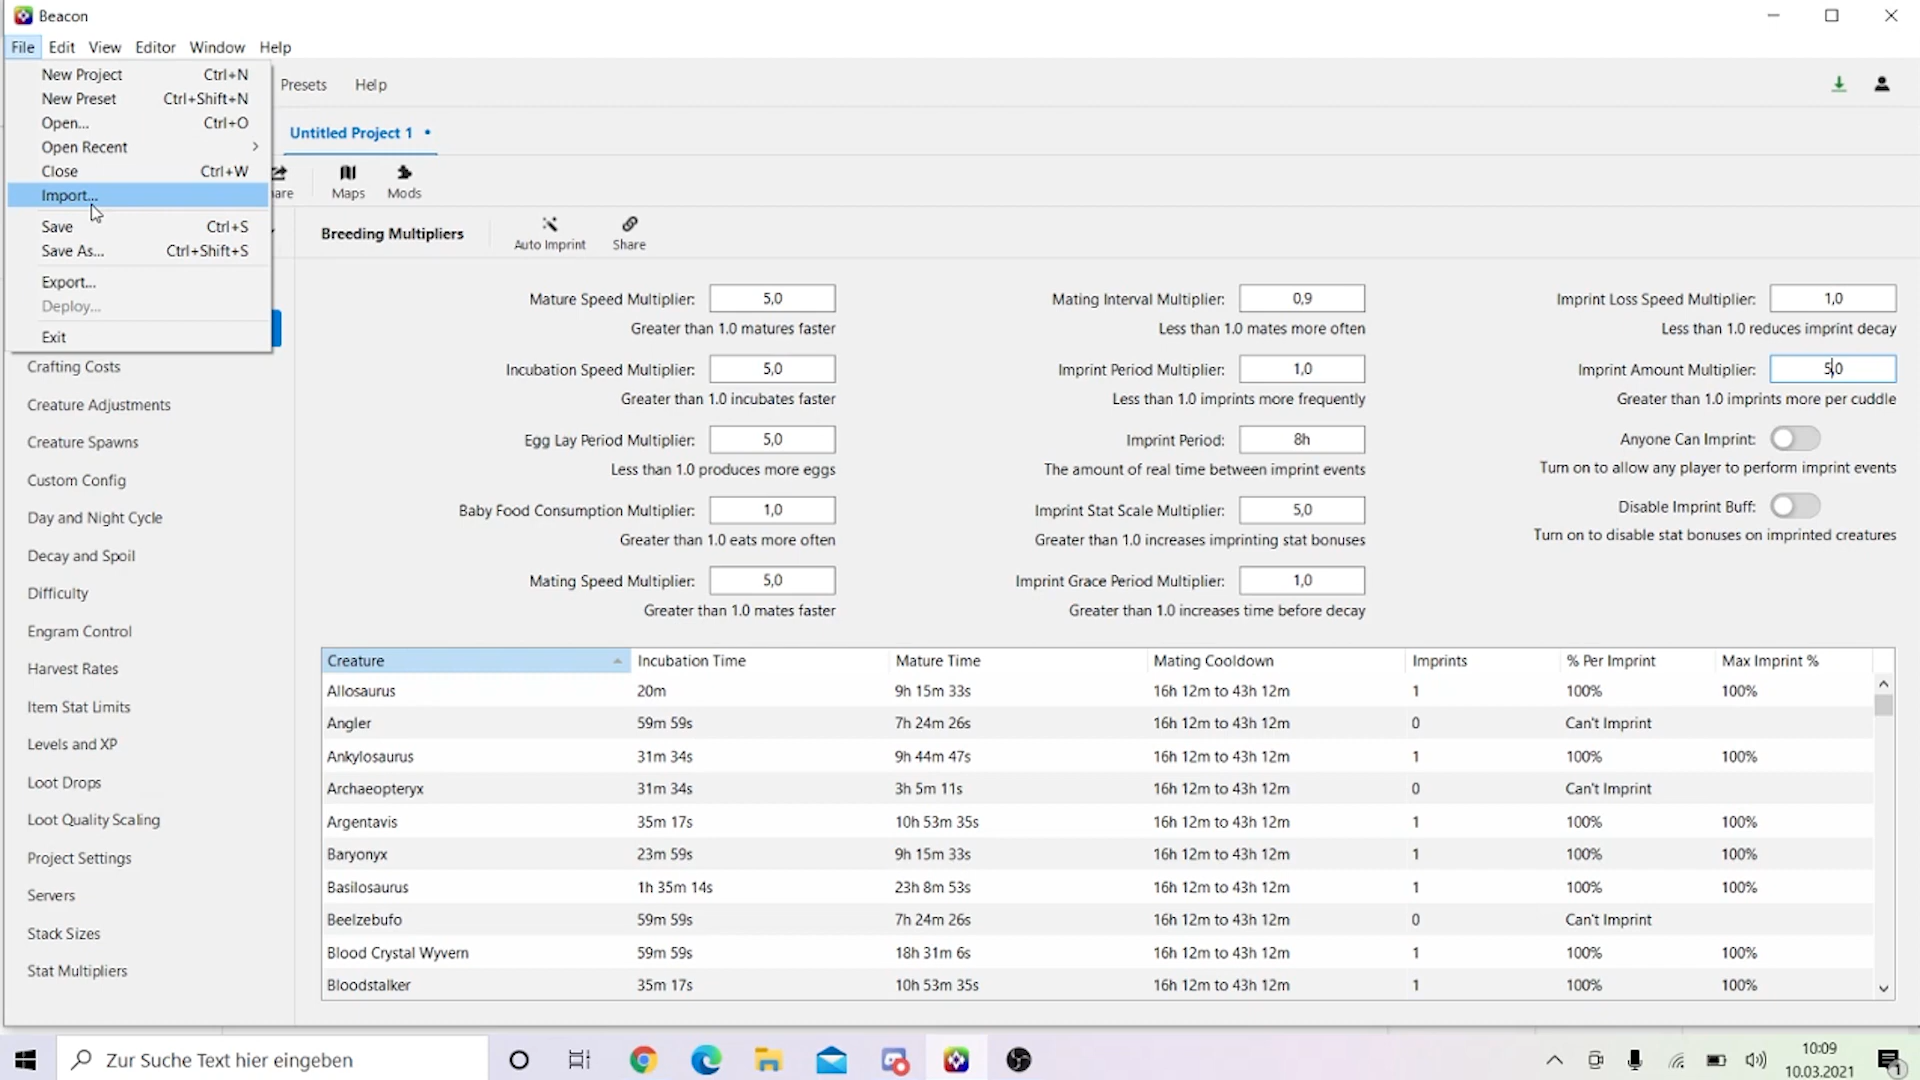 Beacon
File Edit View Editor Window Help
New Project Ctrl+N
New Preset Ctrl+Shift+N
Open... Ctrl+O
Open Recent
Close Ctrl+W
Import...
Save Ctrl+S
Save As... Ctrl+Shift+S
Export...
Deploy...
Exit
Presets Help
Untitled Project 1
Maps Mods
Breeding Multipliers Auto Imprint Share
Crafting Costs
Creature Adjustments
Creature Spawns
Custom Config
Day and Night Cycle
Decay and Spoil
Difficulty
Engram Control
Harvest Rates
Item Stat Limits
Levels and XP
Loot Drops
Loot Quality Scaling
Project Settings
Servers
Stack Sizes
Stat Multipliers
Mature Speed Multiplier: 5,0
Greater than 1.0 matures faster
Incubation Speed Multiplier: 5,0
Greater than 1.0 incubates faster
Egg Lay Period Multiplier: 5,0
Less than 1.0 produces more eggs
Baby Food Consumption Multiplier: 1,0
Greater than 1.0 eats more often
Mating Speed Multiplier: 5,0
Greater than 1.0 mates faster
Mating Interval Multiplier: 0,9
Less than 1.0 mates more often
Imprint Period Multiplier: 1,0
Less than 1.0 imprints more frequently
Imprint Period: 8h
The amount of real time between imprint events
Imprint Stat Scale Multiplier: 5,0
Greater than 1.0 increases imprinting stat bonuses
Imprint Grace Period Multiplier: 1,0
Greater than 1.0 increases time before decay
Imprint Loss Speed Multiplier: 1,0
Less than 1.0 reduces imprint decay
Imprint Amount Multiplier: 5,0
Greater than 1.0 imprints more per cuddle
Anyone Can Imprint:
Turn on to allow any player to perform imprint events
Disable Imprint Buff:
Turn on to disable stat bonuses on imprinted creatures
Creature Incubation Time Mature Time Mating Cooldown Imprints % Per Imprint Max Imprint %
Allosaurus 20m 9h 15m 33s 16h 12m to 43h 12m 1 100% 100%
Angler 59m 59s 7h 24m 26s 16h 12m to 43h 12m 0 Can't Imprint
Ankylosaurus 31m 34s 9h 44m 47s 16h 12m to 43h 12m 1 100% 100%
Archaeopteryx 31m 34s 3h 5m 11s 16h 12m to 43h 12m 0 Can't Imprint
Argentavis 35m 17s 10h 53m 35s 16h 12m to 43h 12m 1 100% 100%
Baryonyx 23m 59s 9h 15m 33s 16h 12m to 43h 12m 1 100% 100%
Basilosaurus 1h 35m 14s 23h 8m 53s 16h 12m to 43h 12m 1 100% 100%
Beelzebufo 59m 59s 7h 24m 26s 16h 12m to 43h 12m 0 Can't Imprint
Blood Crystal Wyvern 59m 59s 18h 31m 6s 16h 12m to 43h 12m 1 100% 100%
Bloodstalker 35m 17s 10h 53m 35s 16h 12m to 43h 12m 1 100% 100%
Zur Suche Text hier eingeben
10:09
10.03.2021
1